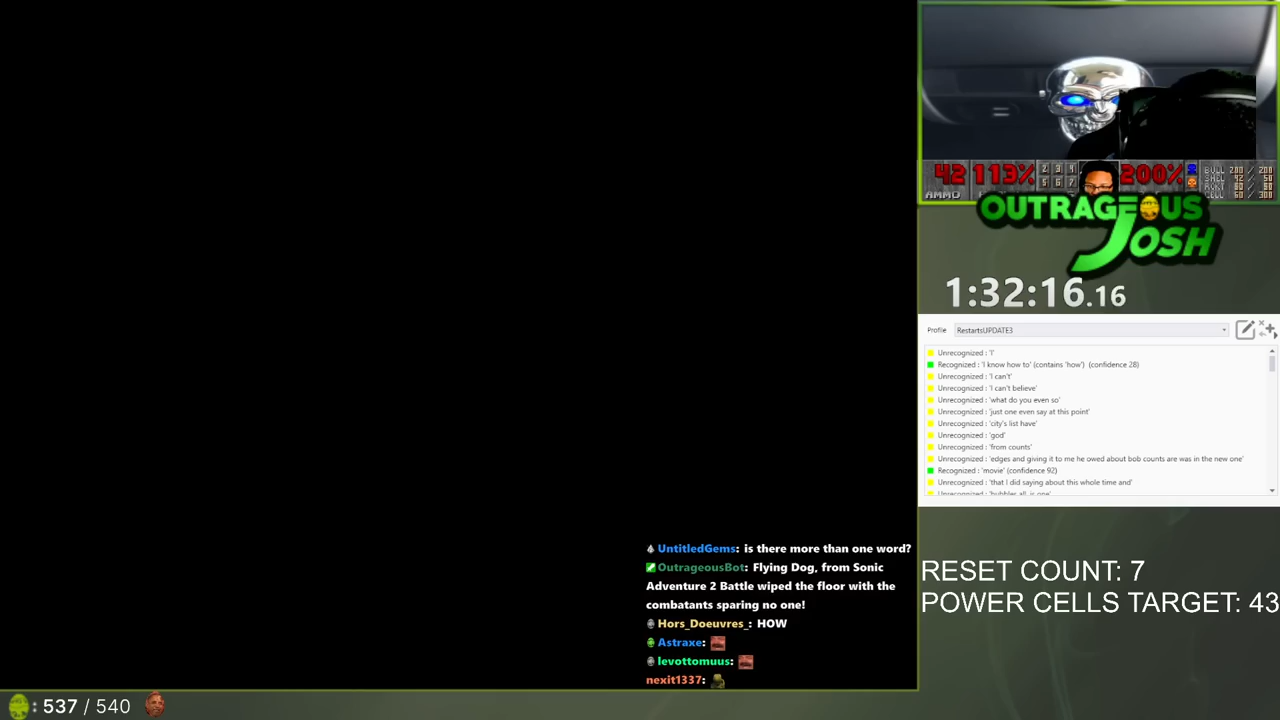 42 113% 200%
AMMO
BULL 200 / 200
SHEL 42 / 50
RCKT 50 / 50
CELL 60 / 300
OUTRAGEOUS
JOSH
1:32:16.16
Profile RestartsUPDATE3
Unrecognized : 'I'
Recognized : 'I know how to' (contains 'how') (confidence 28)
Unrecognized : 'I can't'
Unrecognized : 'I can't believe'
Unrecognized : 'what do you even so'
Unrecognized : 'just one even say at this point'
Unrecognized : 'city's list have'
Unrecognized : 'god'
Unrecognized : 'from counts'
Unrecognized : 'edges and giving it to me he owed about bob counts are was in the new one'
Recognized : 'movie' (confidence 92)
Unrecognized : 'that I did saying about this whole time and'
Unrecognized : 'bubbles all is one'
UntitledGems: is there more than one word?
OutrageousBot: Flying Dog, from Sonic
Adventure 2 Battle wiped the floor with the
combatants sparing no one!
Hors_Doeuvres_: HOW
Astraxe:
levottomuus:
nexit1337:
RESET COUNT: 7
POWER CELLS TARGET: 43
: 537 / 540